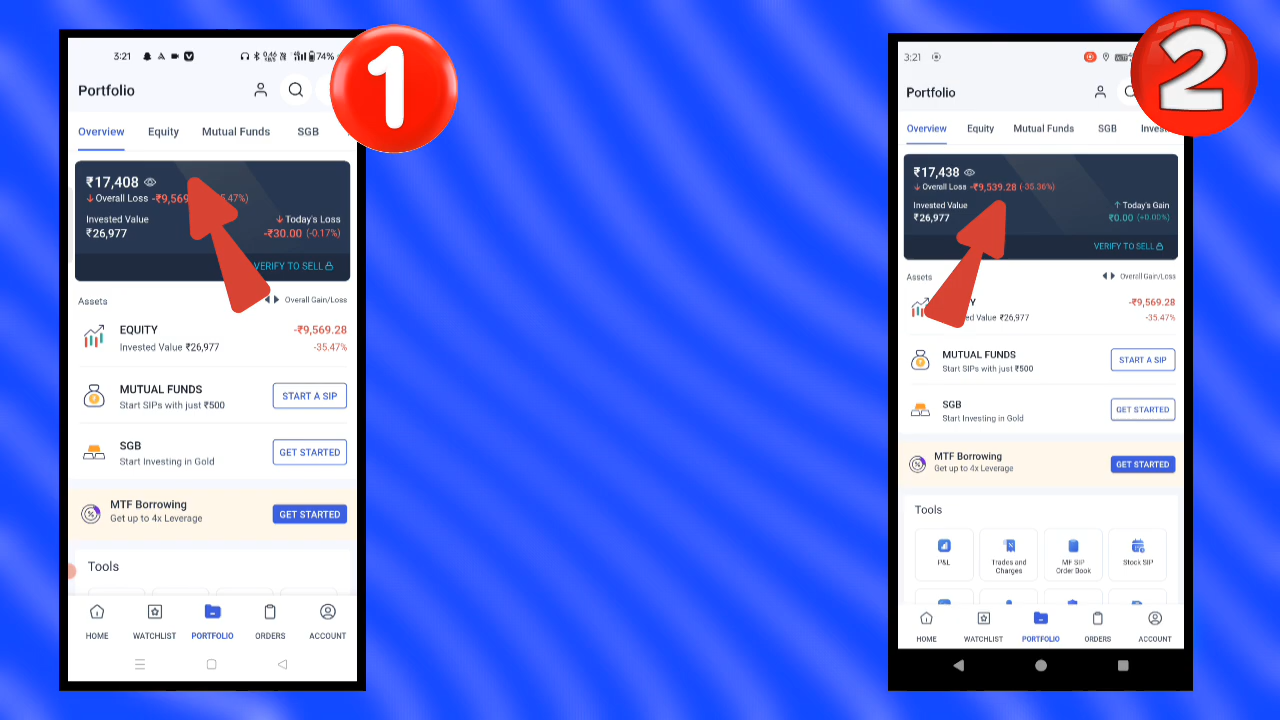 1
3:21
74%
Portfolio
Overview Equity Mutual Funds SGB
₹17,408
Overall Loss -₹9,569 5.47%)
Invested Value Today's Loss
₹26,977 -₹30.00 (-0.17%)
VERIFY TO SELL
Assets Overall Gain/Loss
EQUITY -₹9,569.28
Invested Value ₹26,977 -35.47%
MUTUAL FUNDS
Start SIPs with just ₹500
START A SIP
SGB
Start Investing in Gold
GET STARTED
MTF Borrowing
Get up to 4x Leverage
GET STARTED
Tools
HOME WATCHLIST PORTFOLIO ORDERS ACCOUNT
2
3:21
Portfolio
Overview Equity Mutual Funds SGB Inves
₹17,438
Overall Loss -₹9,539.28 (-35.36%)
Invested Value Today's Gain
₹26,977 ₹0.00 (+0.00%)
VERIFY TO SELL
Assets Overall Gain/Loss
Y -₹9,569.28
ed Value ₹26,977 -35.47%
MUTUAL FUNDS
Start SIPs with just ₹500
START A SIP
SGB
Start Investing in Gold
GET STARTED
MTF Borrowing
Get up to 4x Leverage
GET STARTED
Tools
P&L Trades and Charges MF SIP Order Book Stock SIP
HOME WATCHLIST PORTFOLIO ORDERS ACCOUNT